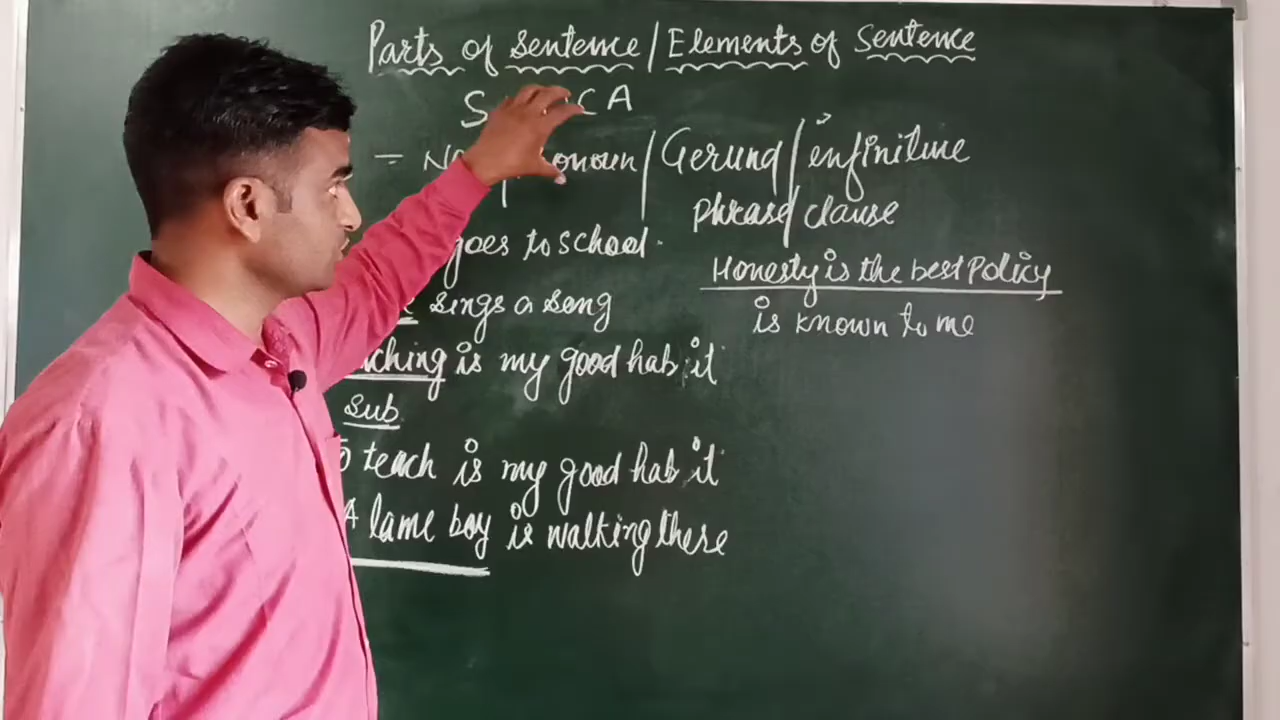 Parts of Sentence / Elements of Sentence
S C A
= / Gerund / infinitive
phrase / clause
goes to school.
sings a song
Honesty is the best Policy
is known to me
is my good habit
Sub
teach is my good habit
A lame boy is walking there